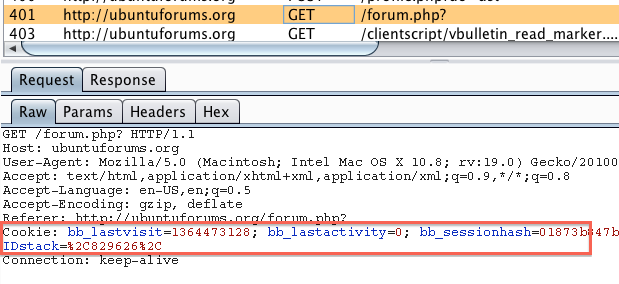 401 http://ubuntuforums.org GET /forum.php?
403 http://ubuntuforums.org GET /clientscript/vbulletin_read_marker....
Request Response
Raw Params Headers Hex
GET /forum.php? HTTP/1.1
Host: ubuntuforums.org
User-Agent: Mozilla/5.0 (Macintosh; Intel Mac OS X 10.8; rv:19.0) Gecko/20100
Accept: text/html,application/xhtml+xml,application/xml;q=0.9,*/*;q=0.8
Accept-Language: en-US,en;q=0.5
Accept-Encoding: gzip, deflate
Referer: http://ubuntuforums.org/forum.php?
Cookie: bb_lastvisit=1364473128; bb_lastactivity=0; bb_sessionhash=01873b847b
IDstack=%2C829626%2C
Connection: keep-alive